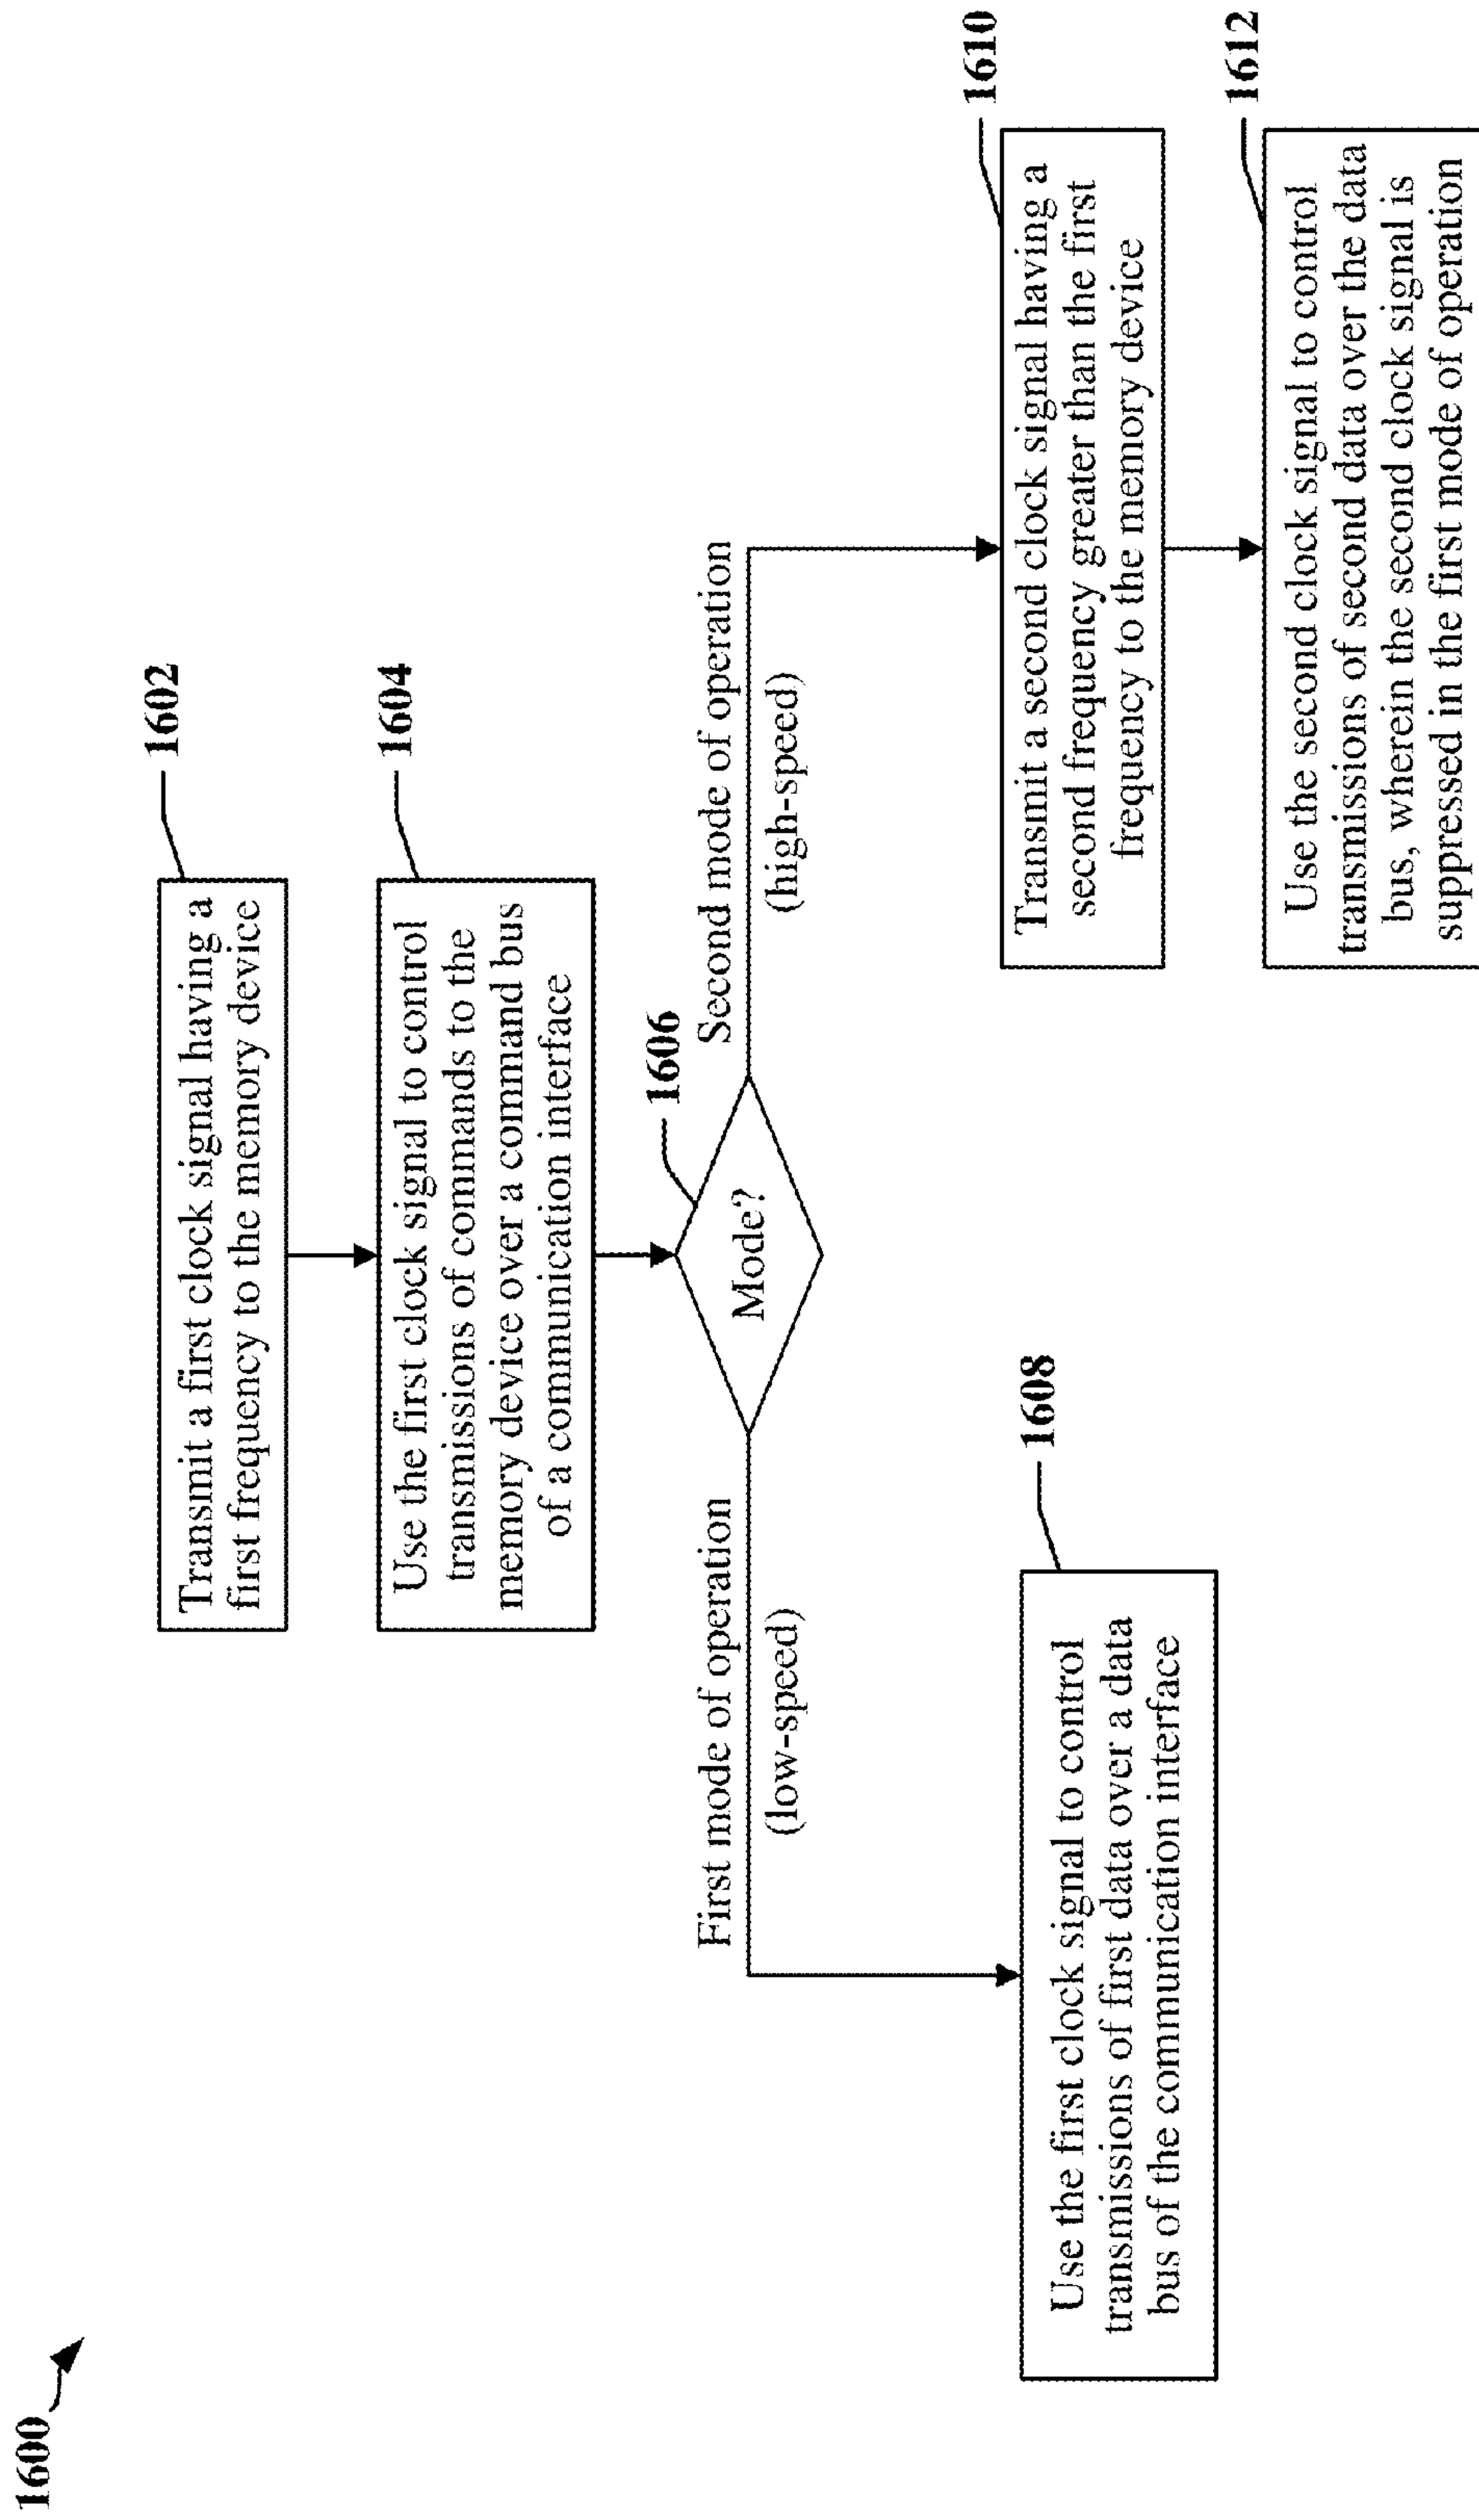 1600
1602
Transmit a first clock signal having a
first frequency to the memory device
1604
Use the first clock signal to control
transmissions of commands to the
memory device over a command bus
of a communication interface
1606
Mode?
First mode of operation
(low-speed)
Second mode of operation
(high-speed)
1608
Use the first clock signal to control
transmissions of first data over a data
bus of the communication interface
1610
Transmit a second clock signal having a
second frequency greater than the first
frequency to the memory device
1612
Use the second clock signal to control
transmissions of second data over the data
bus, wherein the second clock signal is
suppressed in the first mode of operation